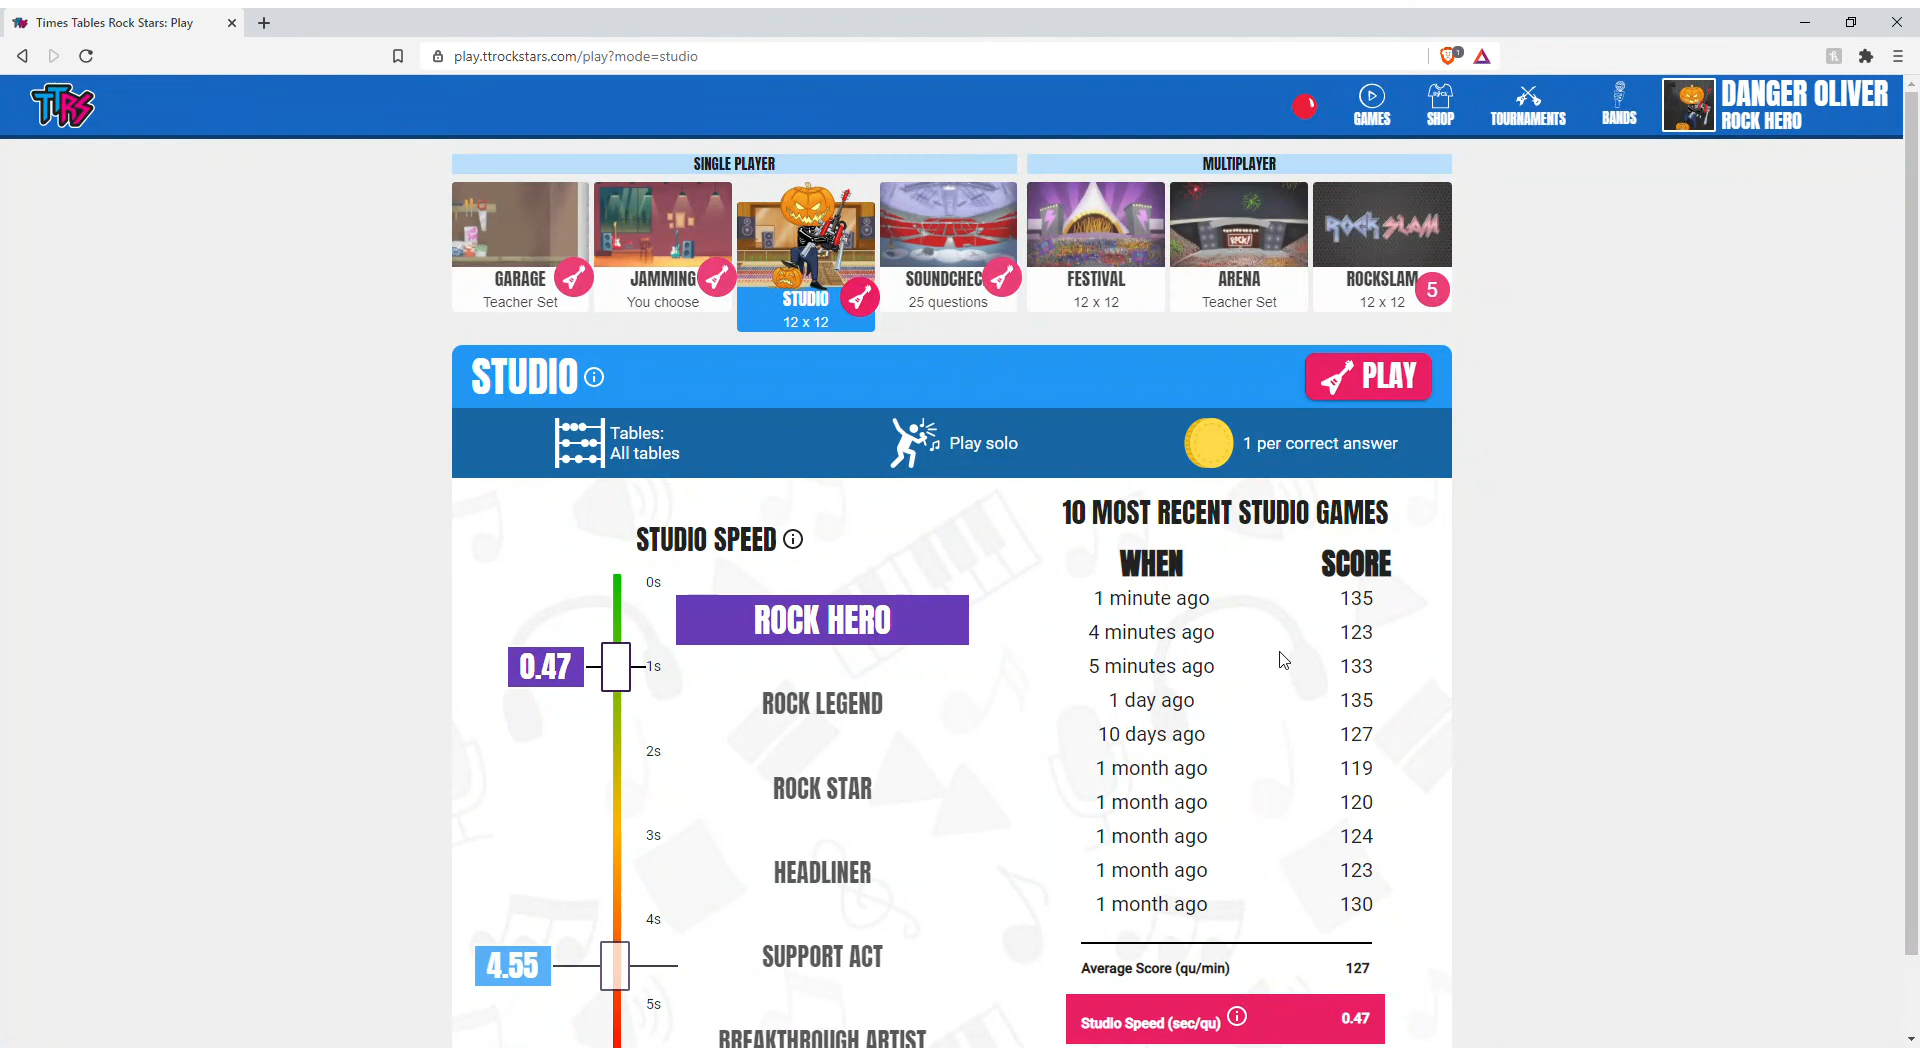 Times Tables Rock Stars: Play
play.ttrockstars.com/play?mode=studio
1
TTRS
GAMES
SHOP
TOURNAMENTS
BANDS
DANGER OLIVER
ROCK HERO
SINGLE PLAYER
MULTIPLAYER
GARAGE
Teacher Set
JAMMING
You choose
STUDIO
12 x 12
SOUNDCHEC
25 questions
FESTIVAL
12 x 12
ROCK!
ARENA
Teacher Set
ROCK SLAM
ROCKSLAM
12 x 12
5
STUDIO
PLAY
Tables:
All tables
Play solo
1 per correct answer
STUDIO SPEED
0s
1s
2s
3s
4s
5s
0.47
4.55
ROCK HERO
ROCK LEGEND
ROCK STAR
HEADLINER
SUPPORT ACT
BREAKTHROUGH ARTIST
10 MOST RECENT STUDIO GAMES
WHEN SCORE
1 minute ago 135
4 minutes ago 123
5 minutes ago 133
1 day ago 135
10 days ago 127
1 month ago 119
1 month ago 120
1 month ago 124
1 month ago 123
1 month ago 130
Average Score (qu/min) 127
Studio Speed (sec/qu) 0.47